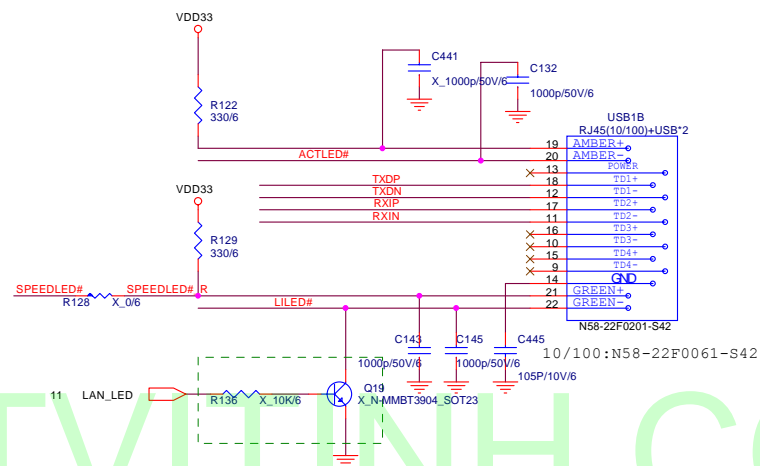 VDD33
C441
X_1000p/50V/6
C132
1000p/50V/6
R122
330/6
USB1B
RJ45(10/100)+USB*2
ACTLED#
19 AMBER+
20 AMBER-
13 POWER
TXDP 18 TD1+
TXDN 12 TD1-
RXIP 17 TD2+
RXIN 11 TD2-
16 TD3+
10 TD3-
15 TD4+
9 TD4-
14 GND
21 GREEN+
22 GREEN-
N58-22F0201-S42
10/100:N58-22F0061-S42
VDD33
R129
330/6
SPEEDLED#
R128 X_0/6
SPEEDLED#_R
LILED#
C143
1000p/50V/6
C145
1000p/50V/6
C445
105P/10V/6
11 LAN_LED
R136 X_10K/6
Q19
X_N-MMBT3904_SOT23
TVITINH.CO